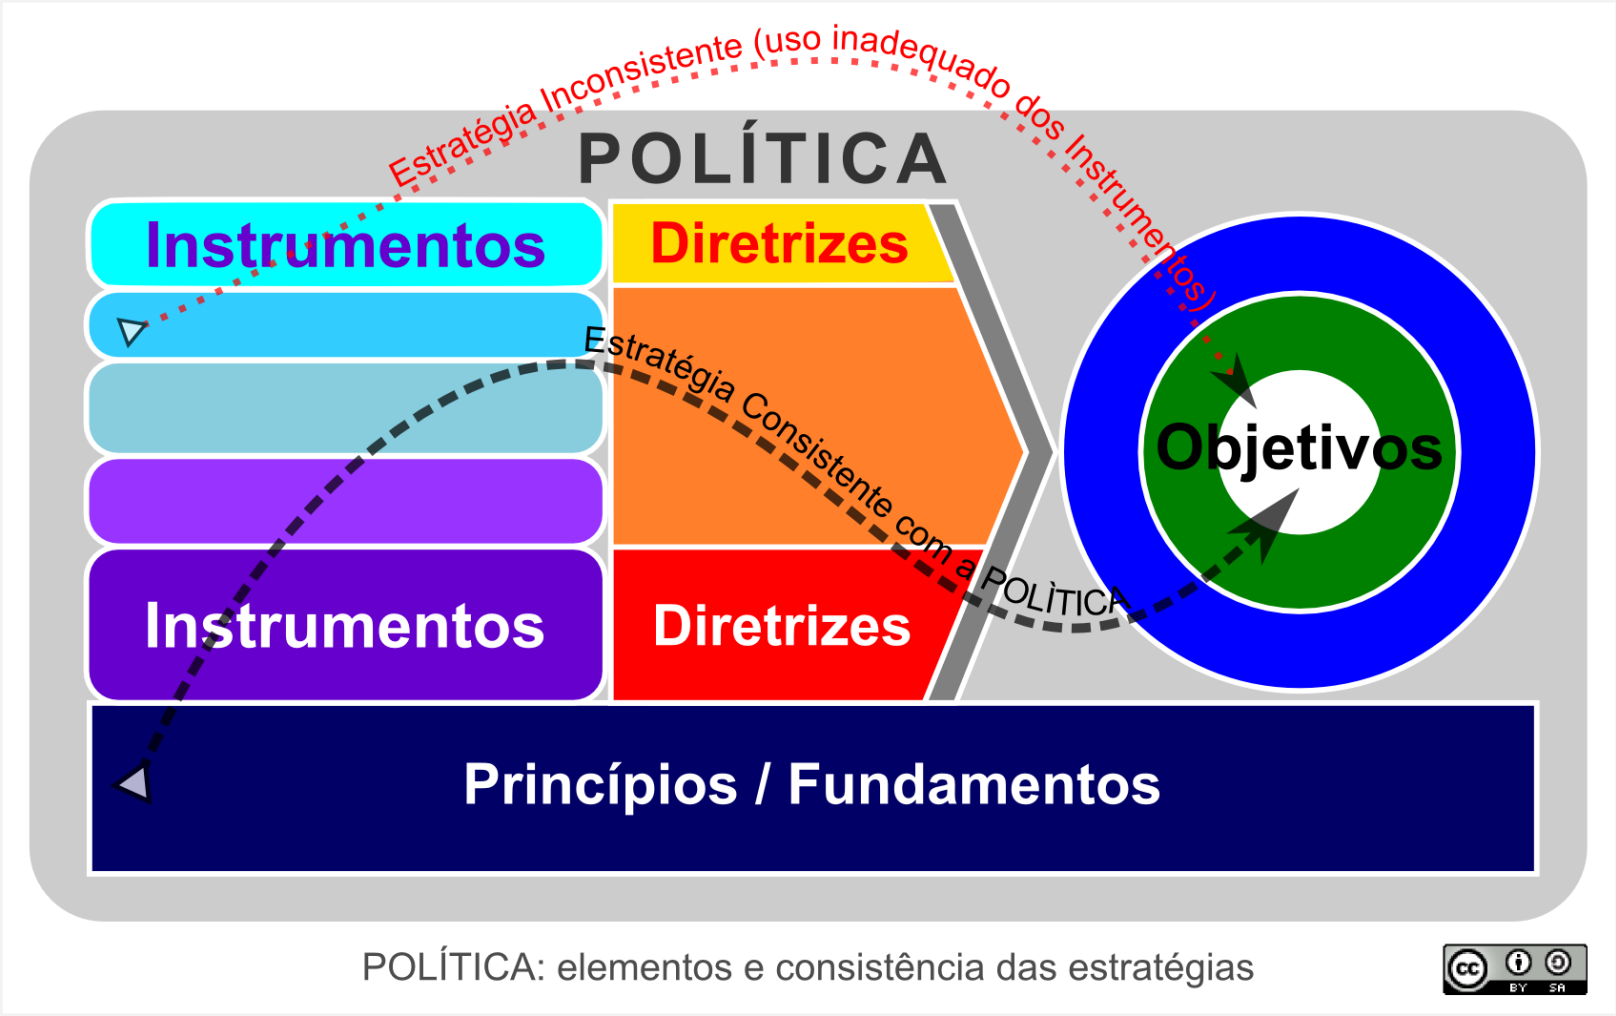 Estratégia Inconsistente (uso inadequado dos Instrumentos)
POLÍTICA
Instrumentos
Diretrizes
Estratégia Consistente com a POLÌTICA
Objetivos
Instrumentos
Diretrizes
Princípios / Fundamentos
POLÍTICA: elementos e consistência das estratégias
cc
BY SA